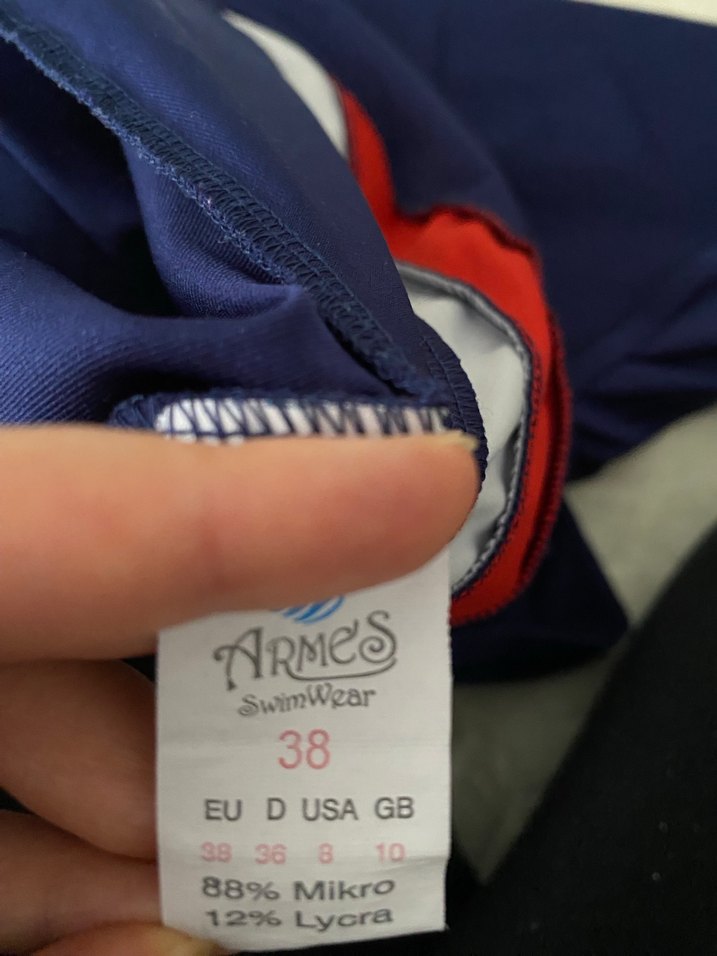 ARMES
SwimWear
38
EU D USA GB
38 36 8 10
88% Mikro
12% Lycra